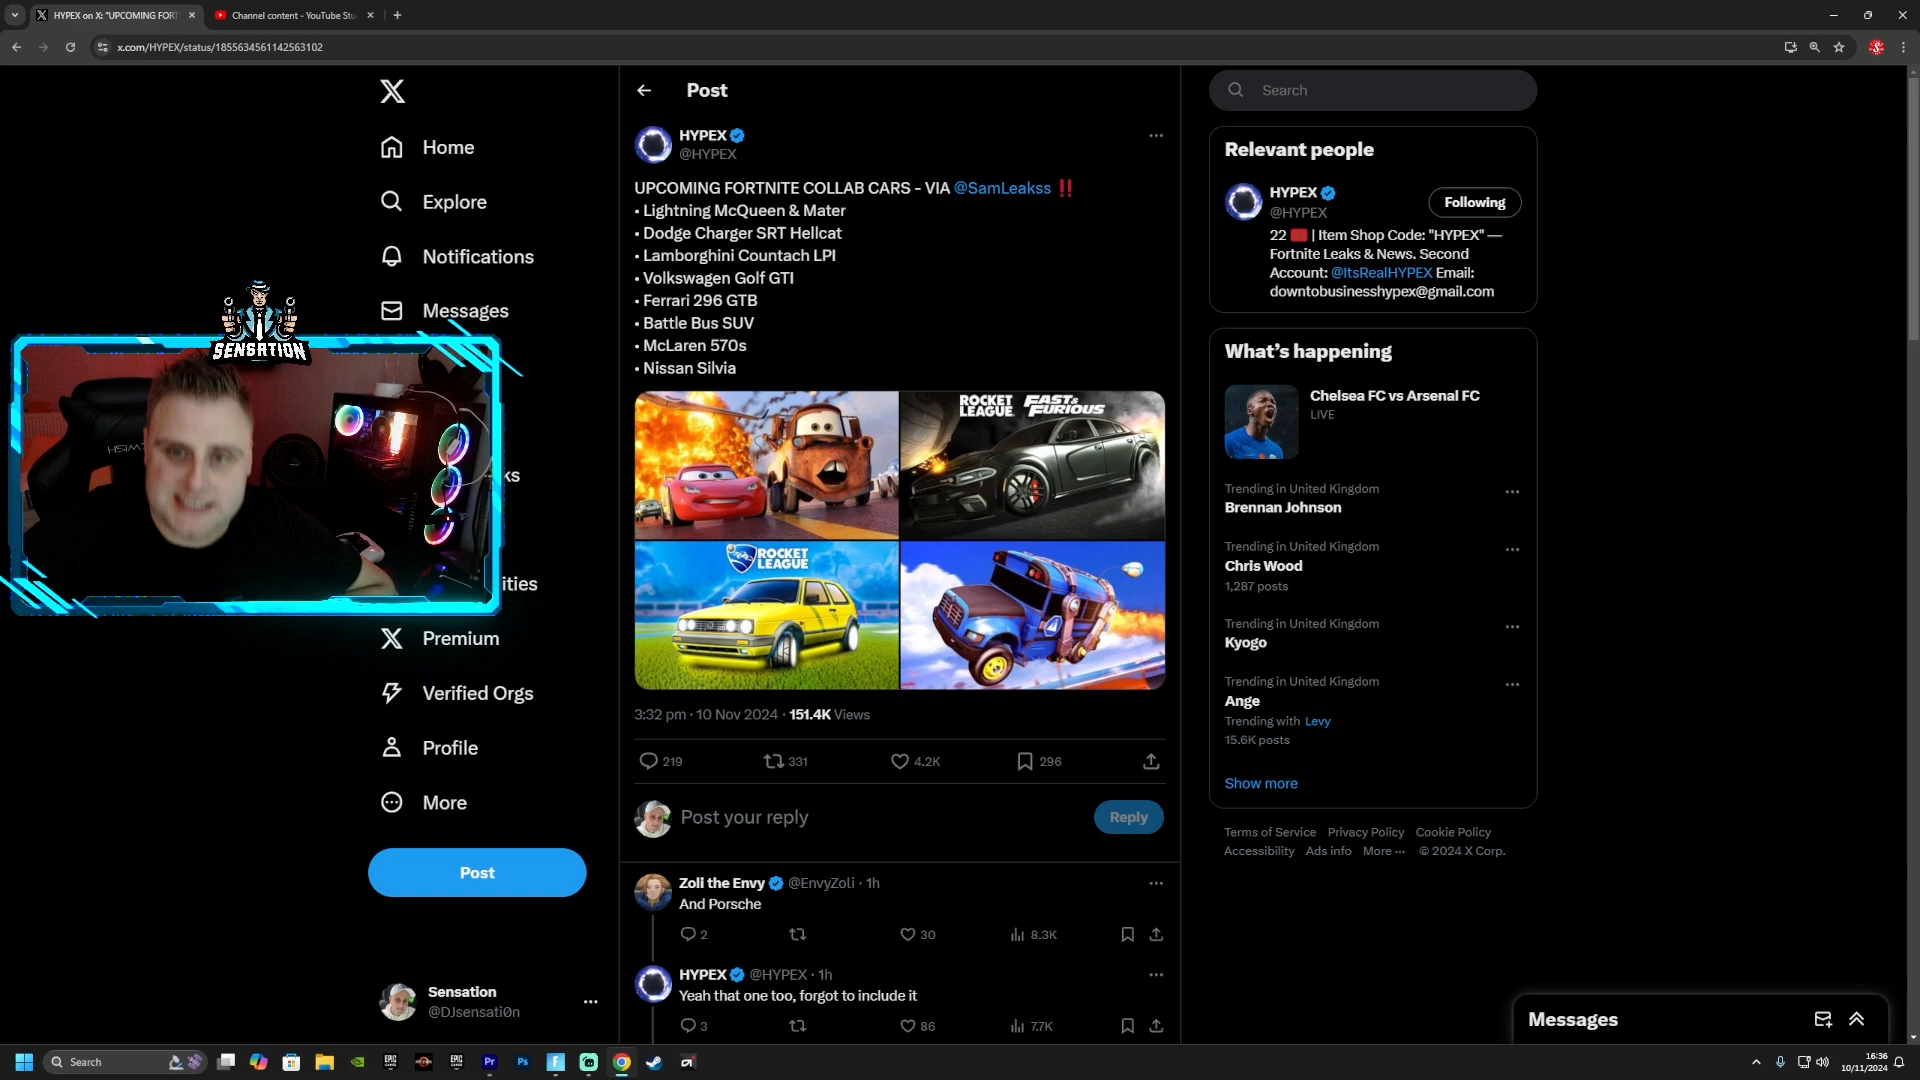 HYPEX on X: "UPCOMING FORT
Channel content - YouTube Stu
x.com/HYPEX/status/1855634561142563102
Home
Explore
Notifications
Messages
ks
ities
Premium
Verified Orgs
Profile
More
Post
Sensation
@DJsensati0n
SENSATION
Post
HYPEX
@HYPEX
UPCOMING FORTNITE COLLAB CARS - VIA @SamLeakss ‼️
• Lightning McQueen & Mater
• Dodge Charger SRT Hellcat
• Lamborghini Countach LPI
• Volkswagen Golf GTI
• Ferrari 296 GTB
• Battle Bus SUV
• McLaren 570s
• Nissan Silvia
ROCKET LEAGUE FAST & FURIOUS
ROCKET LEAGUE
3:32 pm · 10 Nov 2024 · 151.4K Views
219 331 4.2K 296
Post your reply
Reply
Zoli the Envy @EnvyZoli · 1h
And Porsche
2 30 8.3K
HYPEX @HYPEX · 1h
Yeah that one too, forgot to include it
3 86 7.7K
Search
Relevant people
HYPEX
@HYPEX
Following
22 | Item Shop Code: "HYPEX" —
Fortnite Leaks & News. Second
Account: @ItsRealHYPEX Email:
downtobusinesshypex@gmail.com
What's happening
Chelsea FC vs Arsenal FC
LIVE
Trending in United Kingdom
Brennan Johnson
Trending in United Kingdom
Chris Wood
1,287 posts
Trending in United Kingdom
Kyogo
Trending in United Kingdom
Ange
Trending with Levy
15.6K posts
Show more
Terms of Service Privacy Policy Cookie Policy
Accessibility Ads info More ··· © 2024 X Corp.
Messages
Search
16:36
10/11/2024